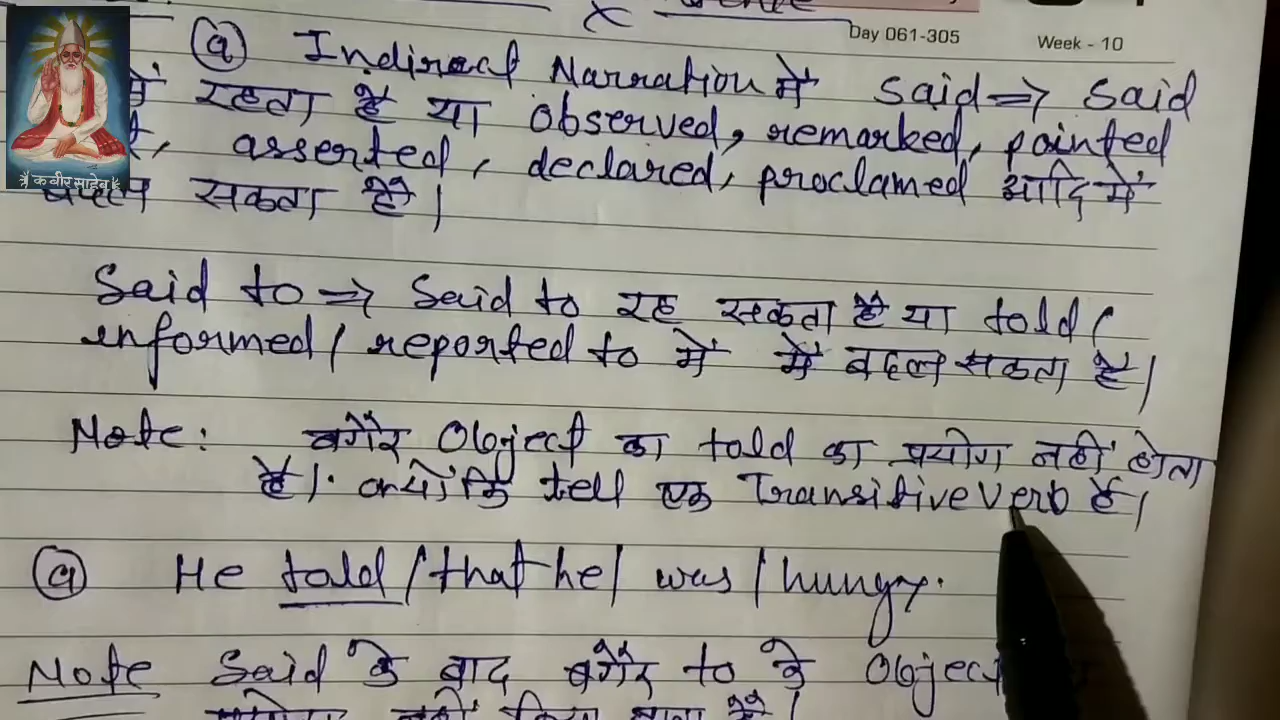 Day 061-305
Week - 10
(a) Indirect Narration में said ⇒ said
में रहता है या observed, remarked, pointed
asserted, declared, proclamed आदि में
बदल सकता है।
Said to ⇒ Said to रह सकता है या told/
informed/ reported to में में बदल सकता है।
Note: बगैर Object का told का प्रयोग नहीं होता
है। क्योंकि tell एक Transitive Verb है।
(a) He told / that he / was / hungry.
Note Said के बाद बगैर to के Object
नहीं किया जाता है।
कबीर साहेब